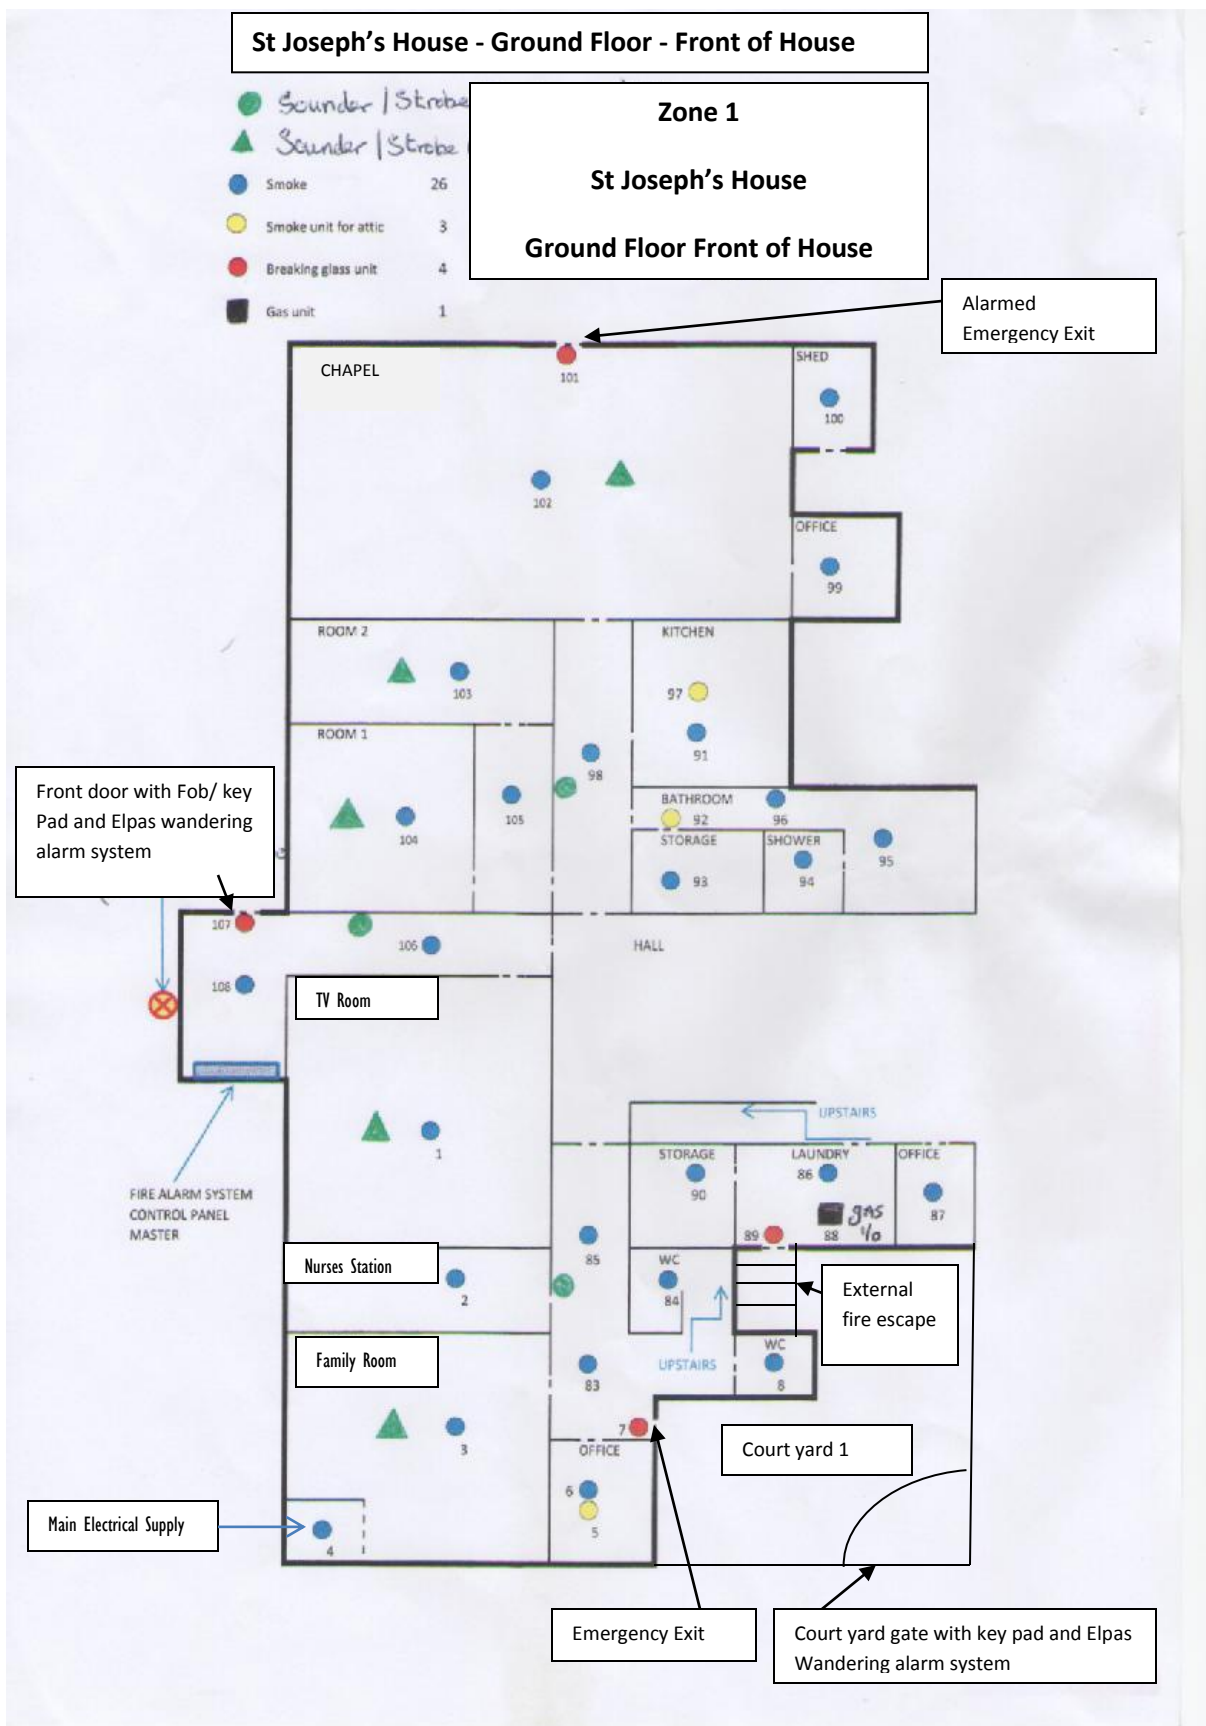 St Joseph's House - Ground Floor - Front of House
Sounder / Strobe
Sounder / Strobe
Zone 1
St Joseph's House
Ground Floor Front of House
Smoke 26
Smoke unit for attic 3
Breaking glass unit 4
Gas unit 1
Alarmed
Emergency Exit
CHAPEL
101
SHED
100
102
OFFICE
99
ROOM 2
103
KITCHEN
97
91
ROOM 1
104
105
98
BATHROOM
92
96
STORAGE
93
SHOWER
94
95
Front door with Fob/ key
Pad and Elpas wandering
alarm system
107
106
HALL
108
TV Room
1
FIRE ALARM SYSTEM
CONTROL PANEL
MASTER
UPSTAIRS
STORAGE
90
LAUNDRY
86
OFFICE
87
gas
I/o
89
88
85
Nurses Station
2
WC
84
External
fire escape
Family Room
UPSTAIRS
WC
8
83
3
7
Court yard 1
OFFICE
6
5
Main Electrical Supply
4
Emergency Exit
Court yard gate with key pad and Elpas
Wandering alarm system